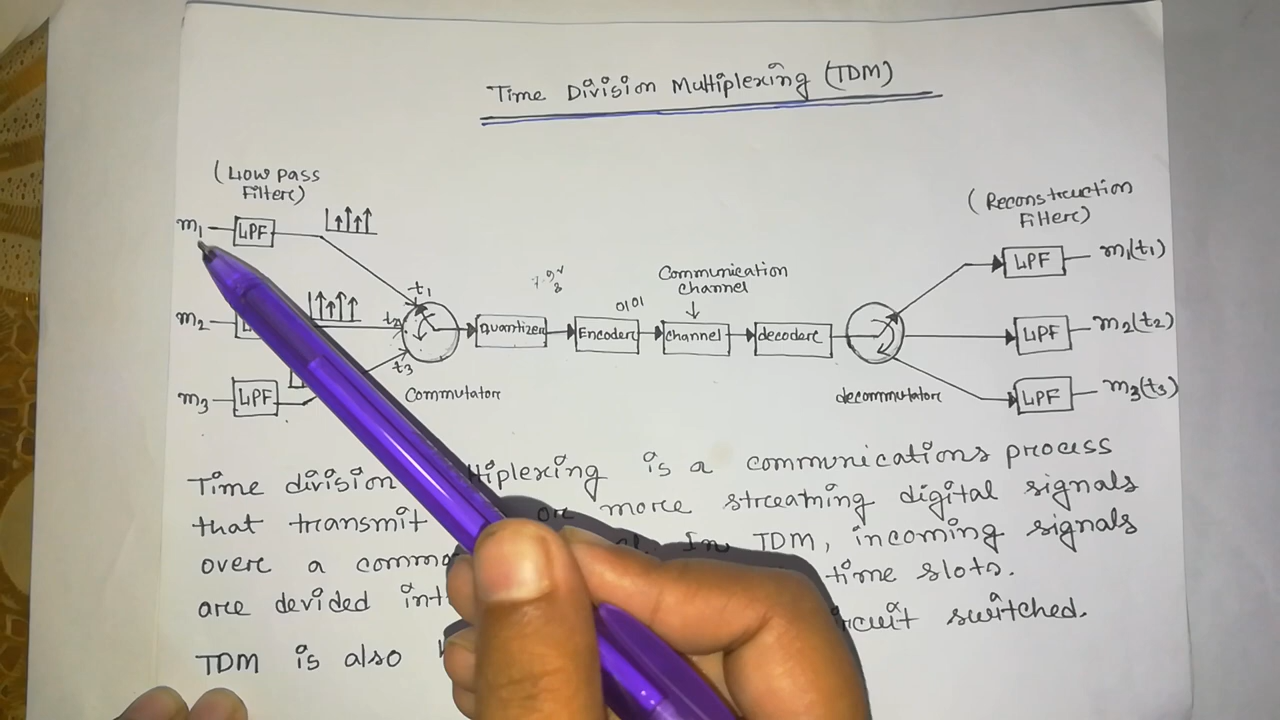 Time Division Multiplexing (TDM)
(Low pass
Filter)
(Reconstruction
Filter)
m1
LPF
LPF
m1(t1)
t1
Communication
channel
0101
m2
t2
Quantizer
Encoder
channel
decoder
LPF
m2(t2)
t3
m3
LPF
Commutator
decommutator
LPF
m3(t3)
Time division is a communications process
that transmit or more streaming digital signals
over a In TDM, incoming signals
are devided time slots.
switched.
TDM is also